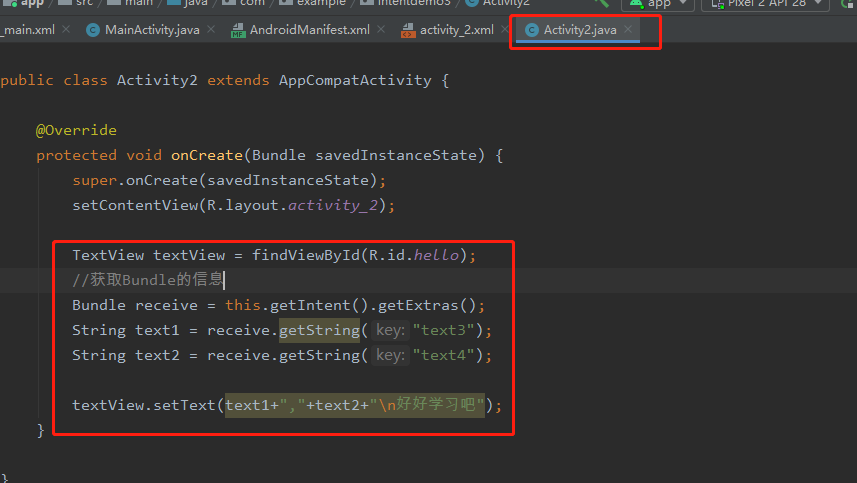 app src main java com example intentdemo3 Activity2 app Pixel 2 API 28
_main.xml MainActivity.java AndroidManifest.xml activity_2.xml Activity2.java
public class Activity2 extends AppCompatActivity {
@Override
protected void onCreate(Bundle savedInstanceState) {
super.onCreate(savedInstanceState);
setContentView(R.layout.activity_2);
TextView textView = findViewById(R.id.hello);
//获取Bundle的信息
Bundle receive = this.getIntent().getExtras();
String text1 = receive.getString( key: "text3");
String text2 = receive.getString( key: "text4");
textView.setText(text1+","+text2+"\n好好学习吧");
}
}